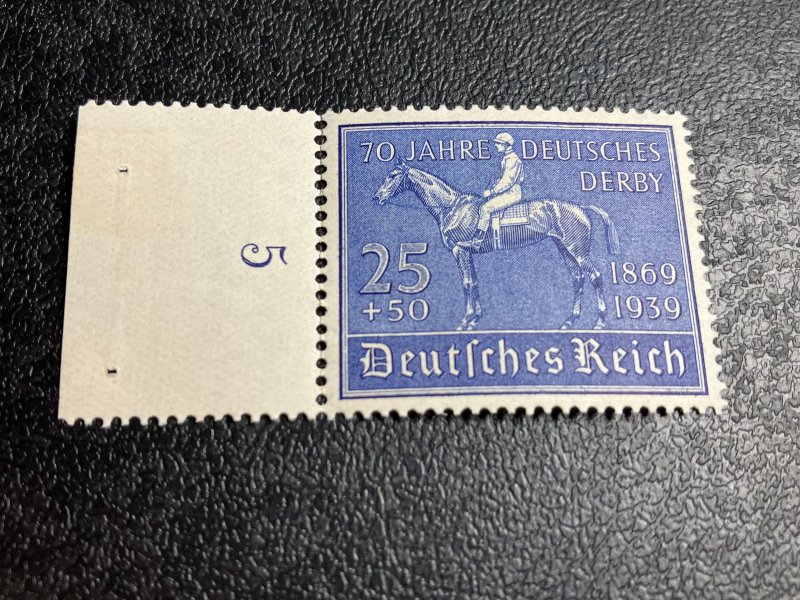 5
70 JAHRE DEUTSCHES
DERBY
25
+50
1869
1939
Deutſches Reich